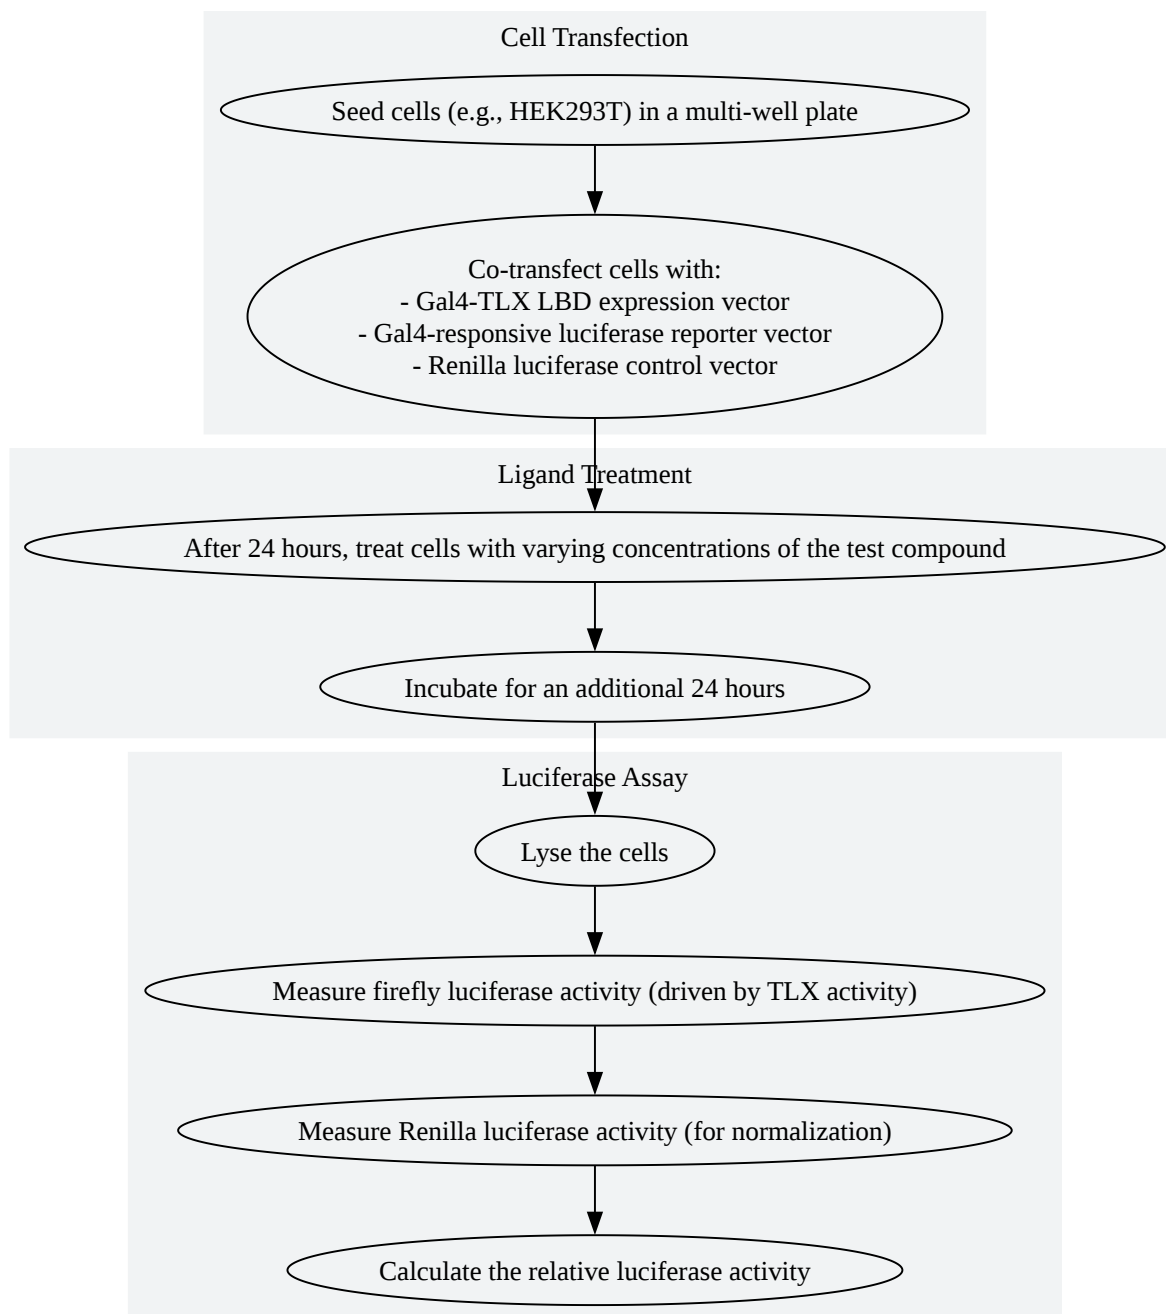 Cell Transfection
Seed cells (e.g., HEK293T) in a multi-well plate
Co-transfect cells with:
- Gal4-TLX LBD expression vector
- Gal4-responsive luciferase reporter vector
- Renilla luciferase control vector
Ligand Treatment
After 24 hours, treat cells with varying concentrations of the test compound
Incubate for an additional 24 hours
Luciferase Assay
Lyse the cells
Measure firefly luciferase activity (driven by TLX activity)
Measure Renilla luciferase activity (for normalization)
Calculate the relative luciferase activity